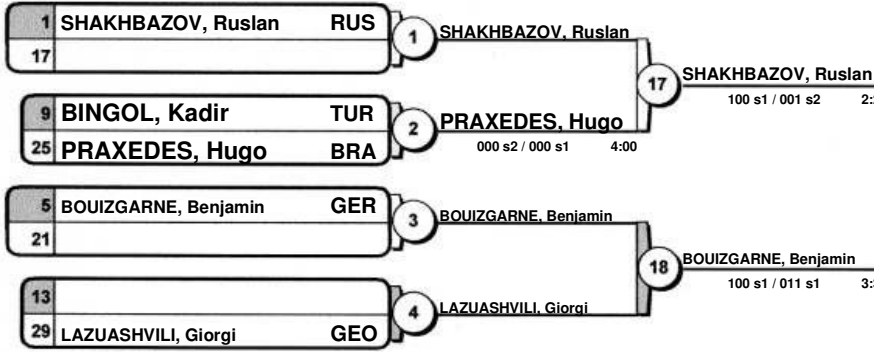 1 SHAKHBAZOV, Ruslan RUS
17
1
SHAKHBAZOV, Ruslan
9 BINGOL, Kadir TUR
25 PRAXEDES, Hugo BRA
2
PRAXEDES, Hugo
000 s2 / 000 s1 4:00
17
SHAKHBAZOV, Ruslan
100 s1 / 001 s2
5 BOUIZGARNE, Benjamin GER
21
3
BOUIZGARNE, Benjamin
13
29 LAZUASHVILI, Giorgi GEO
4
LAZUASHVILI, Giorgi
18
BOUIZGARNE, Benjamin
100 s1 / 011 s1